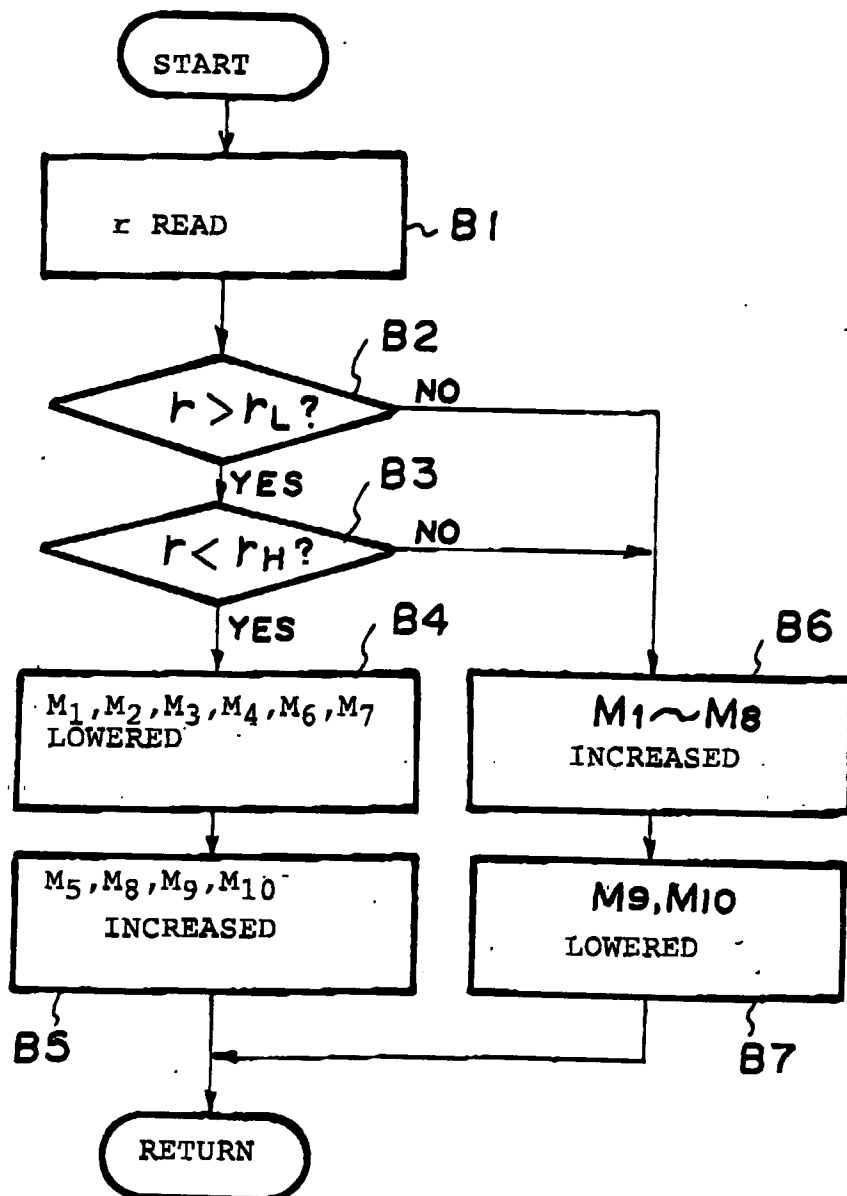 START
r READ
B1
B2
r > rL ?
NO
YES
B3
r < rH ?
NO
YES
B4
M1, M2, M3, M4, M6, M7
LOWERED
B6
M1～M8
INCREASED
M5, M8, M9, M10
INCREASED
B5
M9, M10
LOWERED
B7
RETURN